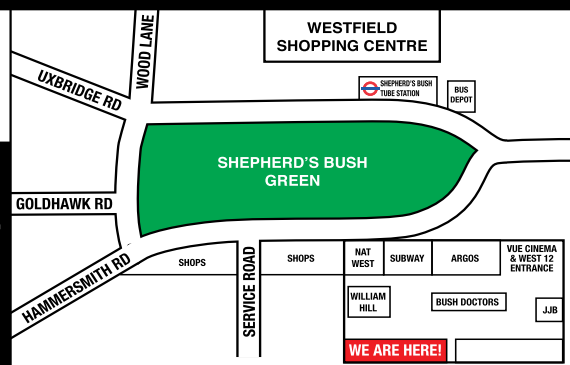 WESTFIELD
SHOPPING CENTRE
WOOD LANE
UXBRIDGE RD
SHEPHERD'S BUSH
TUBE STATION
BUS
DEPOT
SHEPHERD'S BUSH
GREEN
GOLDHAWK RD
HAMMERSMITH RD
SHOPS
SERVICE ROAD
SHOPS
NAT
WEST
SUBWAY
ARGOS
VUE CINEMA
& WEST 12
ENTRANCE
WILLIAM
HILL
BUSH DOCTORS
JJB
WE ARE HERE!